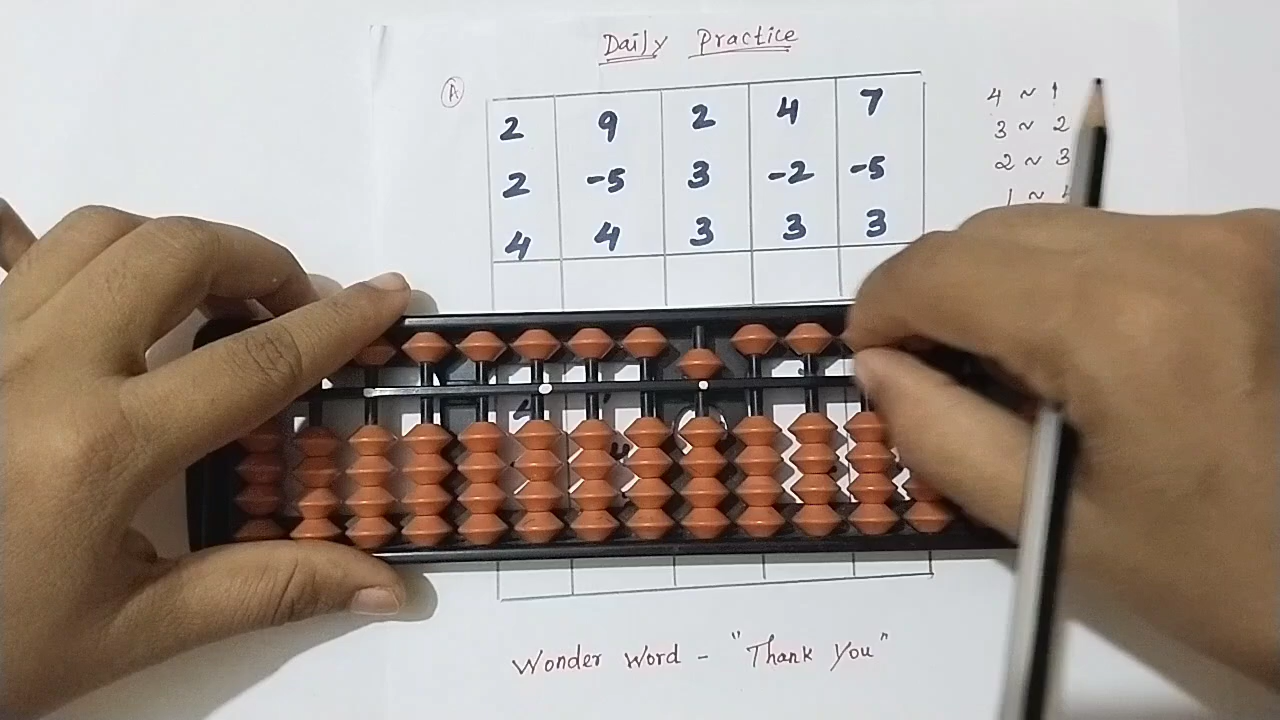 Daily Practice
A
2 9 2 4 7
2 -5 3 -2 -5
4 4 3 3 3
4 ~ 1
3 ~ 2
2 ~ 3
1 ~
Wonder Word - "Thank You"